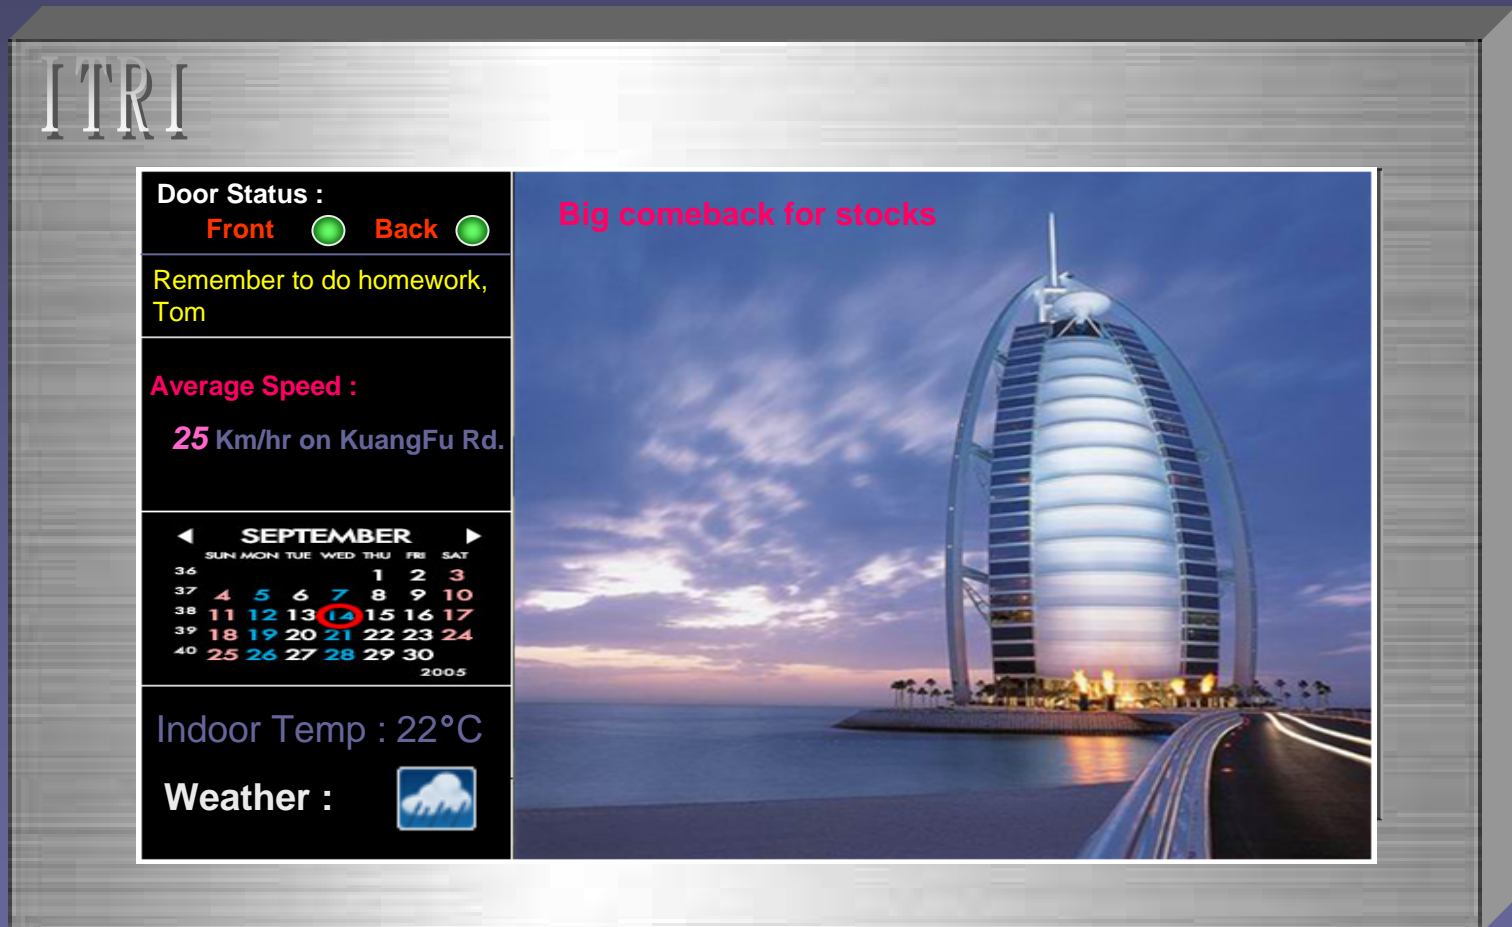 ITRI
Door Status :
Front Back
Remember to do homework,
Tom
Average Speed :
25 Km/hr on KuangFu Rd.
SEPTEMBER
SUN MON TUE WED THU FRI SAT
36 1 2 3
37 4 5 6 7 8 9 10
38 11 12 13 14 15 16 17
39 18 19 20 21 22 23 24
40 25 26 27 28 29 30
2005
Indoor Temp : 22°C
Weather :
Big comeback for stocks